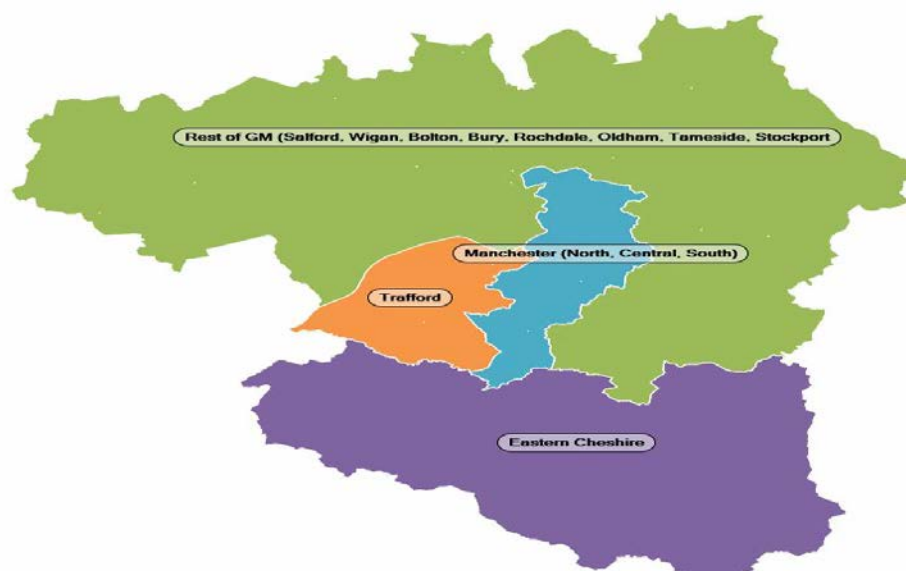 Rest of GM (Salford, Wigan, Bolton, Bury, Rochdale, Oldham, Tameside, Stockport
Manchester (North, Central, South)
Trafford
Eastern Cheshire